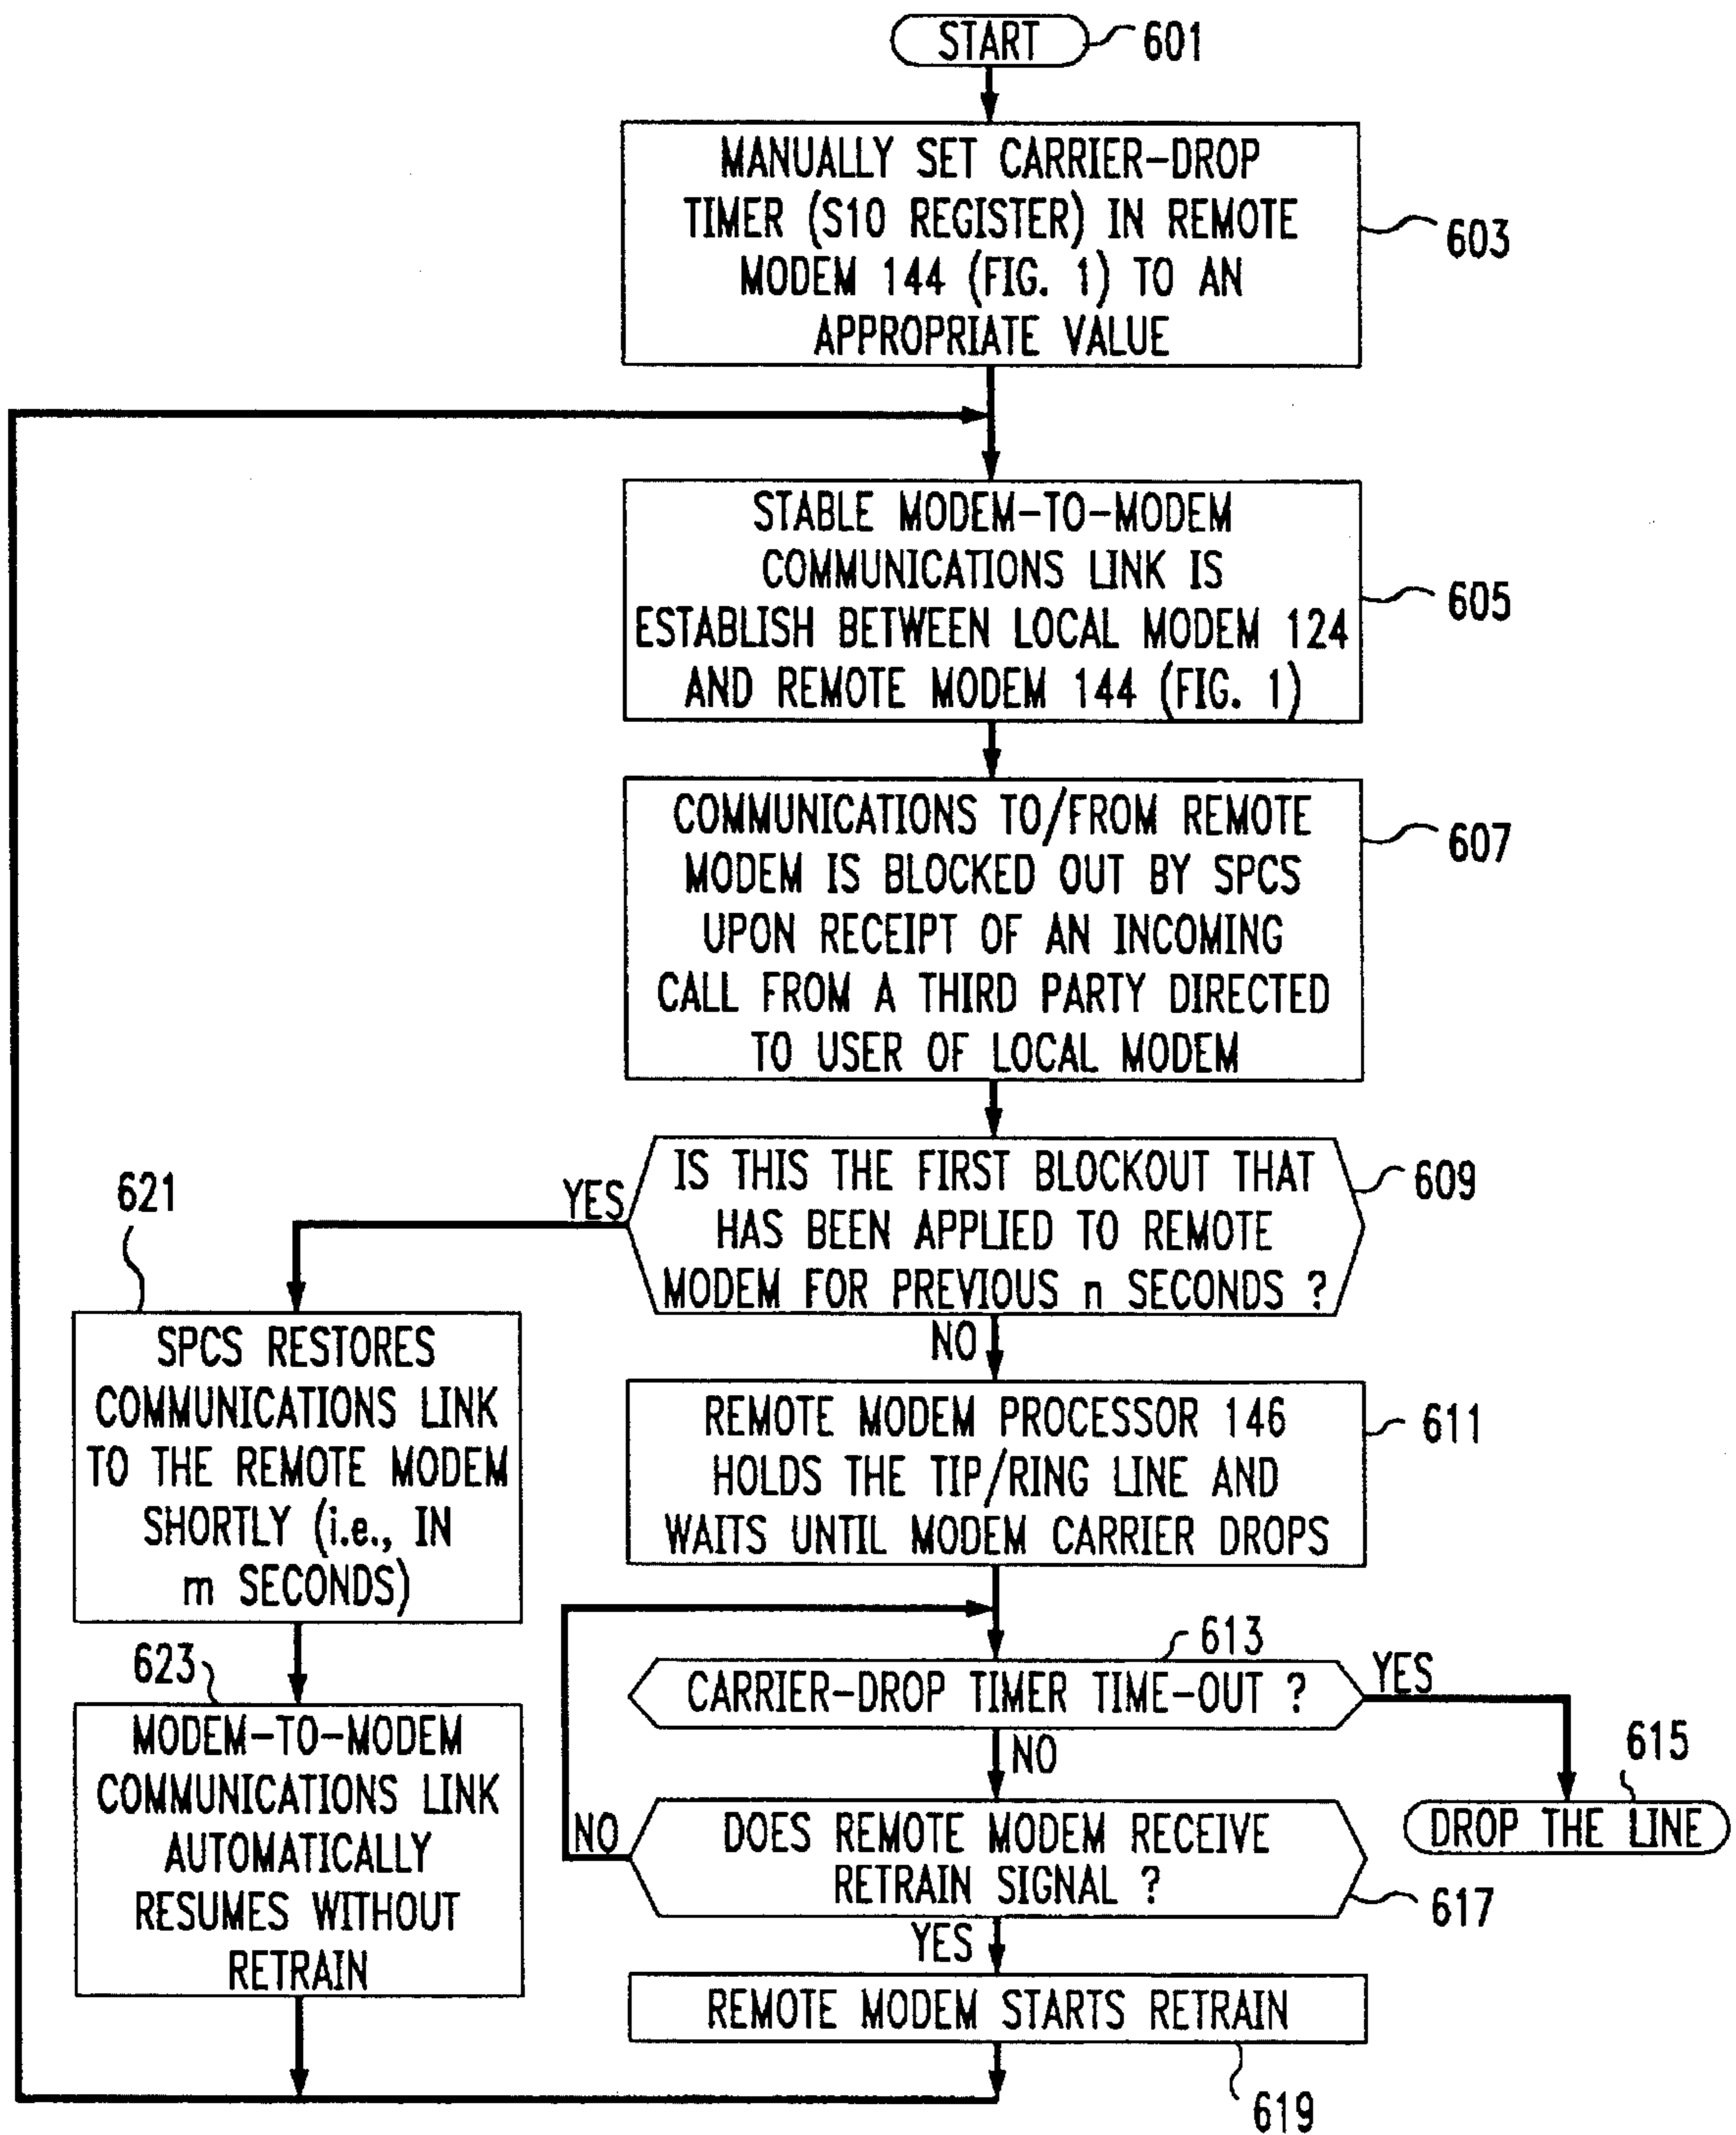 START
601
MANUALLY SET CARRIER-DROP
TIMER (S10 REGISTER) IN REMOTE
MODEM 144 (FIG. 1) TO AN
APPROPRIATE VALUE
603
STABLE MODEM-TO-MODEM
COMMUNICATIONS LINK IS
ESTABLISH BETWEEN LOCAL MODEM 124
AND REMOTE MODEM 144 (FIG. 1)
605
COMMUNICATIONS TO/FROM REMOTE
MODEM IS BLOCKED OUT BY SPCS
UPON RECEIPT OF AN INCOMING
CALL FROM A THIRD PARTY DIRECTED
TO USER OF LOCAL MODEM
607
IS THIS THE FIRST BLOCKOUT THAT
HAS BEEN APPLIED TO REMOTE
MODEM FOR PREVIOUS n SECONDS ?
609
YES
NO
621
SPCS RESTORES
COMMUNICATIONS LINK
TO THE REMOTE MODEM
SHORTLY (i.e., IN
m SECONDS)
623
MODEM-TO-MODEM
COMMUNICATIONS LINK
AUTOMATICALLY
RESUMES WITHOUT
RETRAIN
REMOTE MODEM PROCESSOR 146
HOLDS THE TIP/RING LINE AND
WAITS UNTIL MODEM CARRIER DROPS
611
613
CARRIER-DROP TIMER TIME-OUT ?
YES
NO
615
DROP THE LINE
DOES REMOTE MODEM RECEIVE
RETRAIN SIGNAL ?
NO
617
YES
REMOTE MODEM STARTS RETRAIN
619